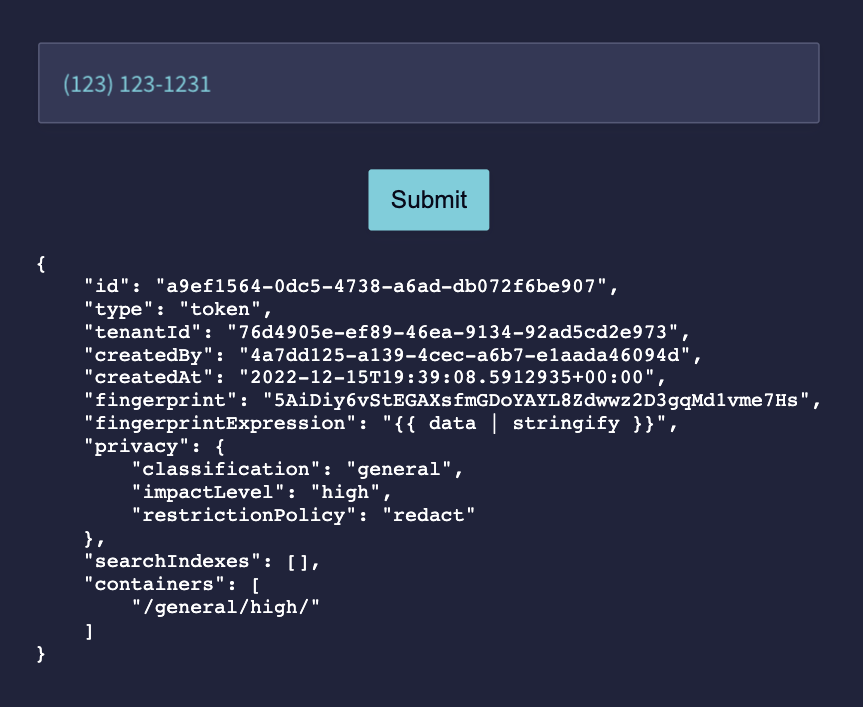 (123) 123-1231
Submit
{
    "id": "a9ef1564-0dc5-4738-a6ad-db072f6be907",
    "type": "token",
    "tenantId": "76d4905e-ef89-46ea-9134-92ad5cd2e973",
    "createdBy": "4a7dd125-a139-4cec-a6b7-e1aada46094d",
    "createdAt": "2022-12-15T19:39:08.5912935+00:00",
    "fingerprint": "5AiDiy6vStEGAXsfmGDoYAYL8Zdwwz2D3gqMd1vme7Hs",
    "fingerprintExpression": "{{ data | stringify }}",
    "privacy": {
        "classification": "general",
        "impactLevel": "high",
        "restrictionPolicy": "redact"
    },
    "searchIndexes": [],
    "containers": [
        "/general/high/"
    ]
}